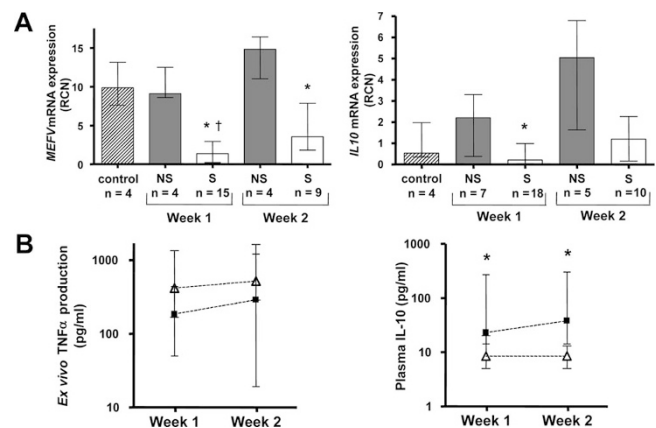 A
MEFV mRNA expression
(RCN)
15
10
5
0
* †
*
control
NS
S
NS
S
n = 4
n = 4
n = 15
n = 4
n = 9
Week 1
Week 2
IL10 mRNA expression
(RCN)
7
6
5
4
3
2
1
0
*
control
NS
S
NS
S
n = 4
n = 7
n =18
n = 5
n =10
Week 1
Week 2
B
Ex vivo TNFα production
(pg/ml)
1000
100
10
Week 1
Week 2
Plasma IL-10 (pg/ml)
1000
100
10
1
*
*
Week 1
Week 2